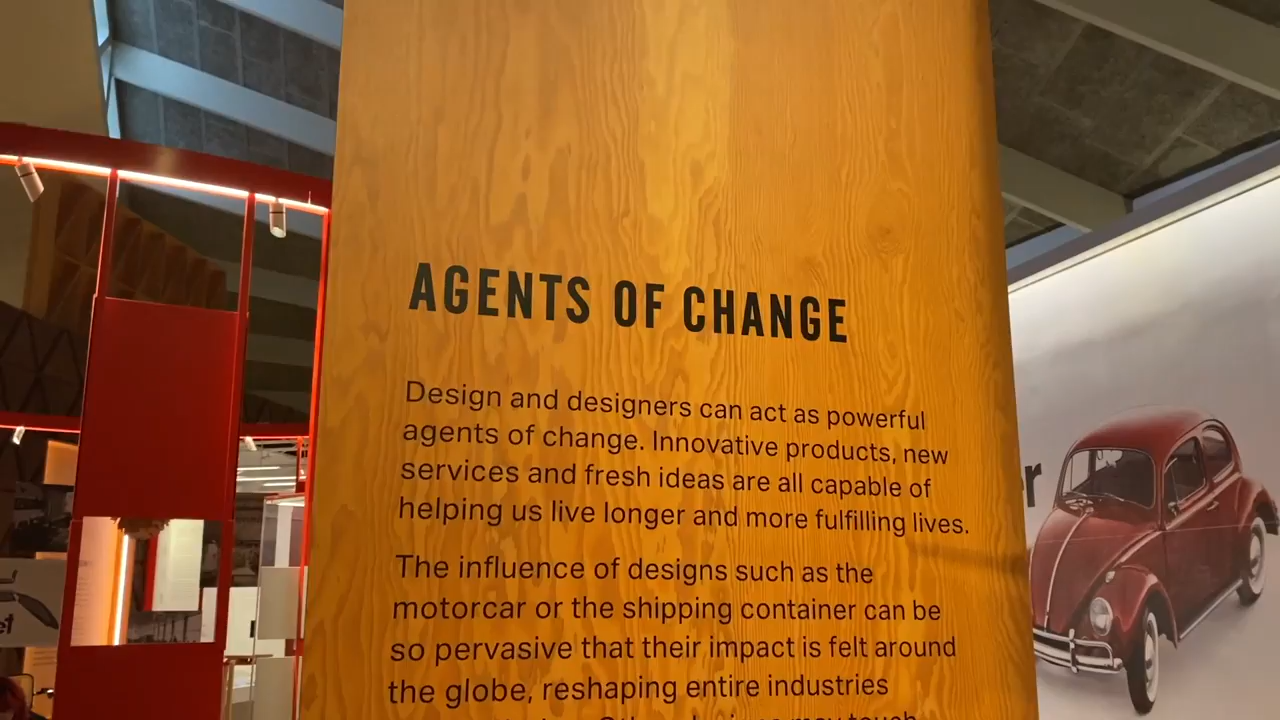 AGENTS OF CHANGE
Design and designers can act as powerful
agents of change. Innovative products, new
services and fresh ideas are all capable of
helping us live longer and more fulfilling lives.
The influence of designs such as the
motorcar or the shipping container can be
so pervasive that their impact is felt around
the globe, reshaping entire industries
may touch